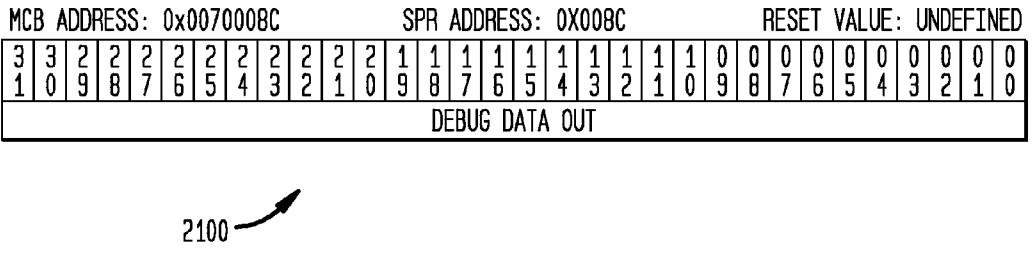 MCB ADDRESS: 0x0070008C SPR ADDRESS: 0X008C RESET VALUE: UNDEFINED
3 3 2 2 2 2 2 2 2 2 2 2 1 1 1 1 1 1 1 1 1 1 0 0 0 0 0 0 0 0 0 0
1 0 9 8 7 6 5 4 3 2 1 0 9 8 7 6 5 4 3 2 1 0 9 8 7 6 5 4 3 2 1 0
DEBUG DATA OUT
2100